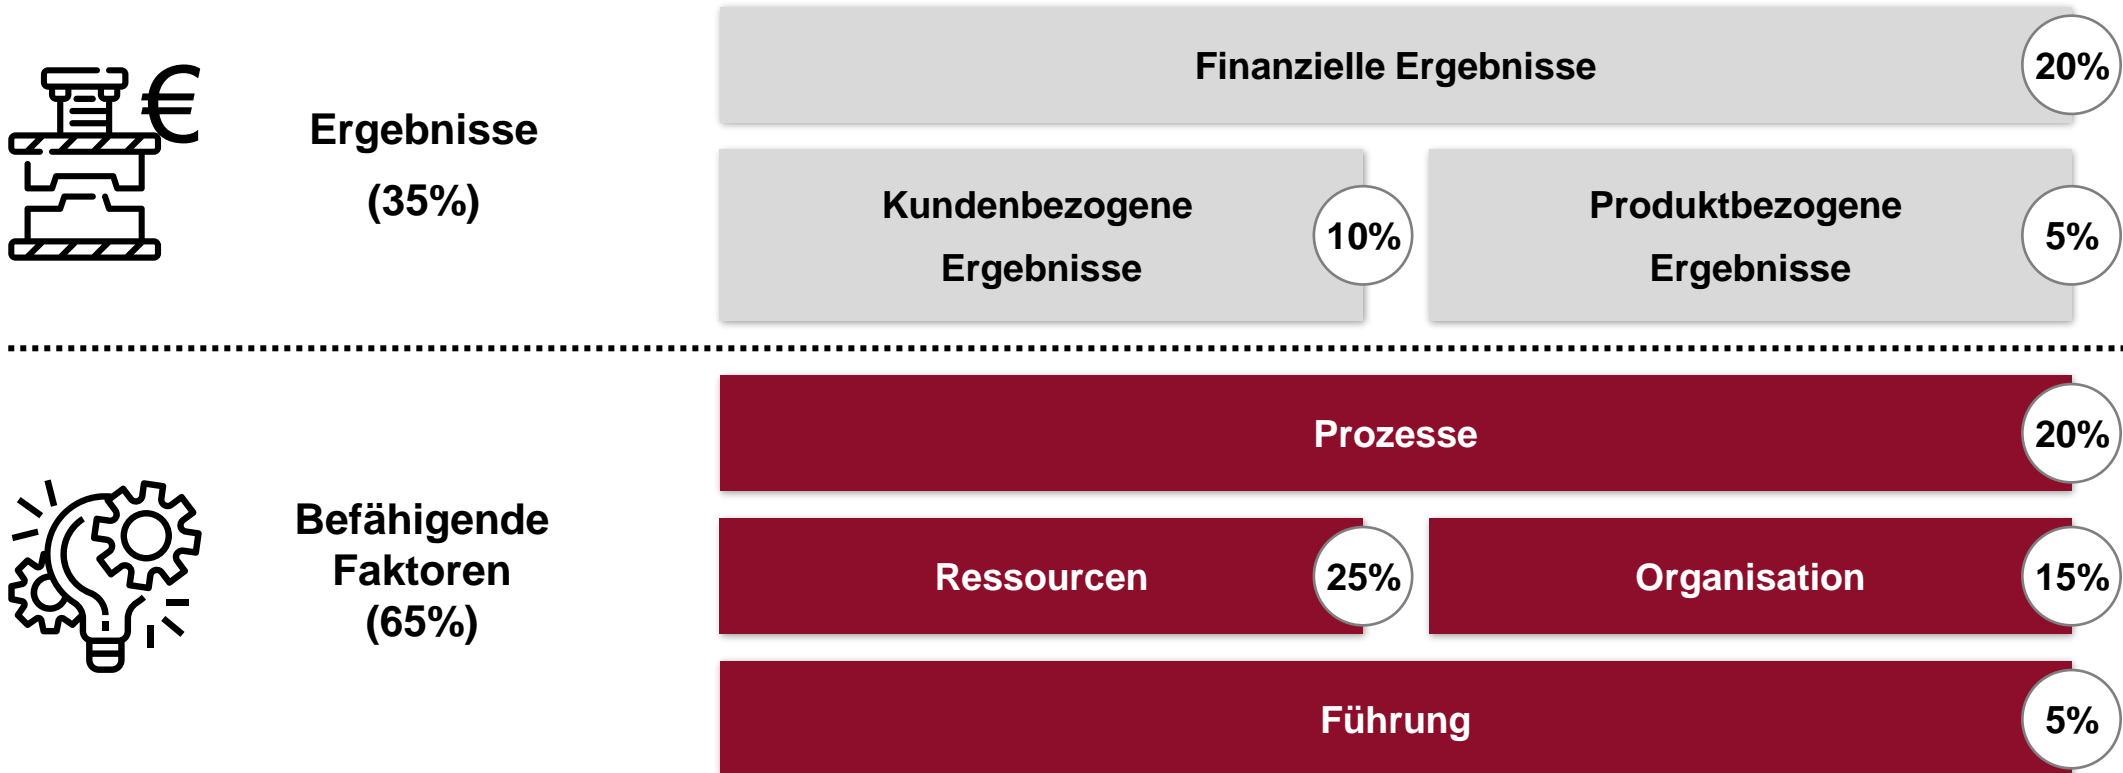 Finanzielle Ergebnisse
20%
€
Ergebnisse
(35%)
Kundenbezogene
Ergebnisse
10%
Produktbezogene
Ergebnisse
5%
Prozesse
20%
Befähigende
Faktoren
(65%)
Ressourcen
25%
Organisation
15%
Führung
5%